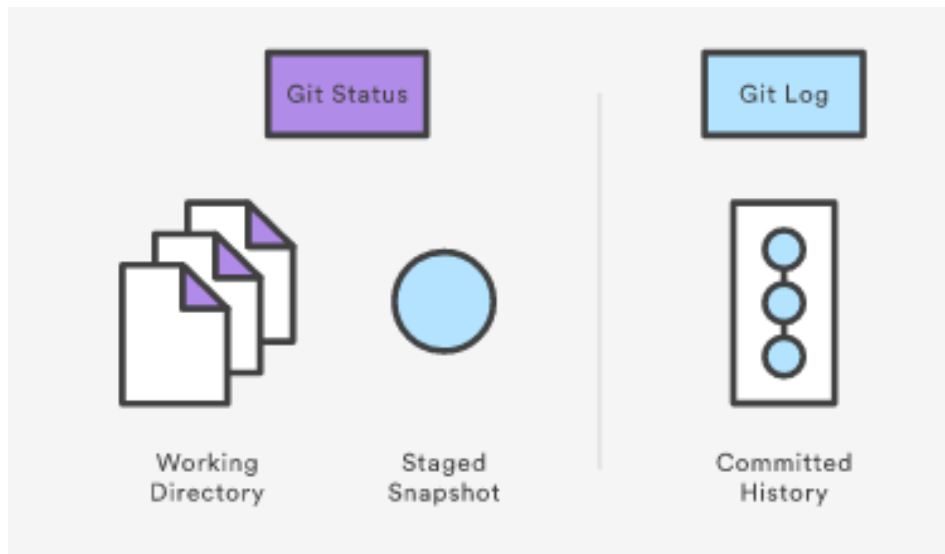 Git Status
Git Log
Working
Directory
Staged
Snapshot
Committed
History